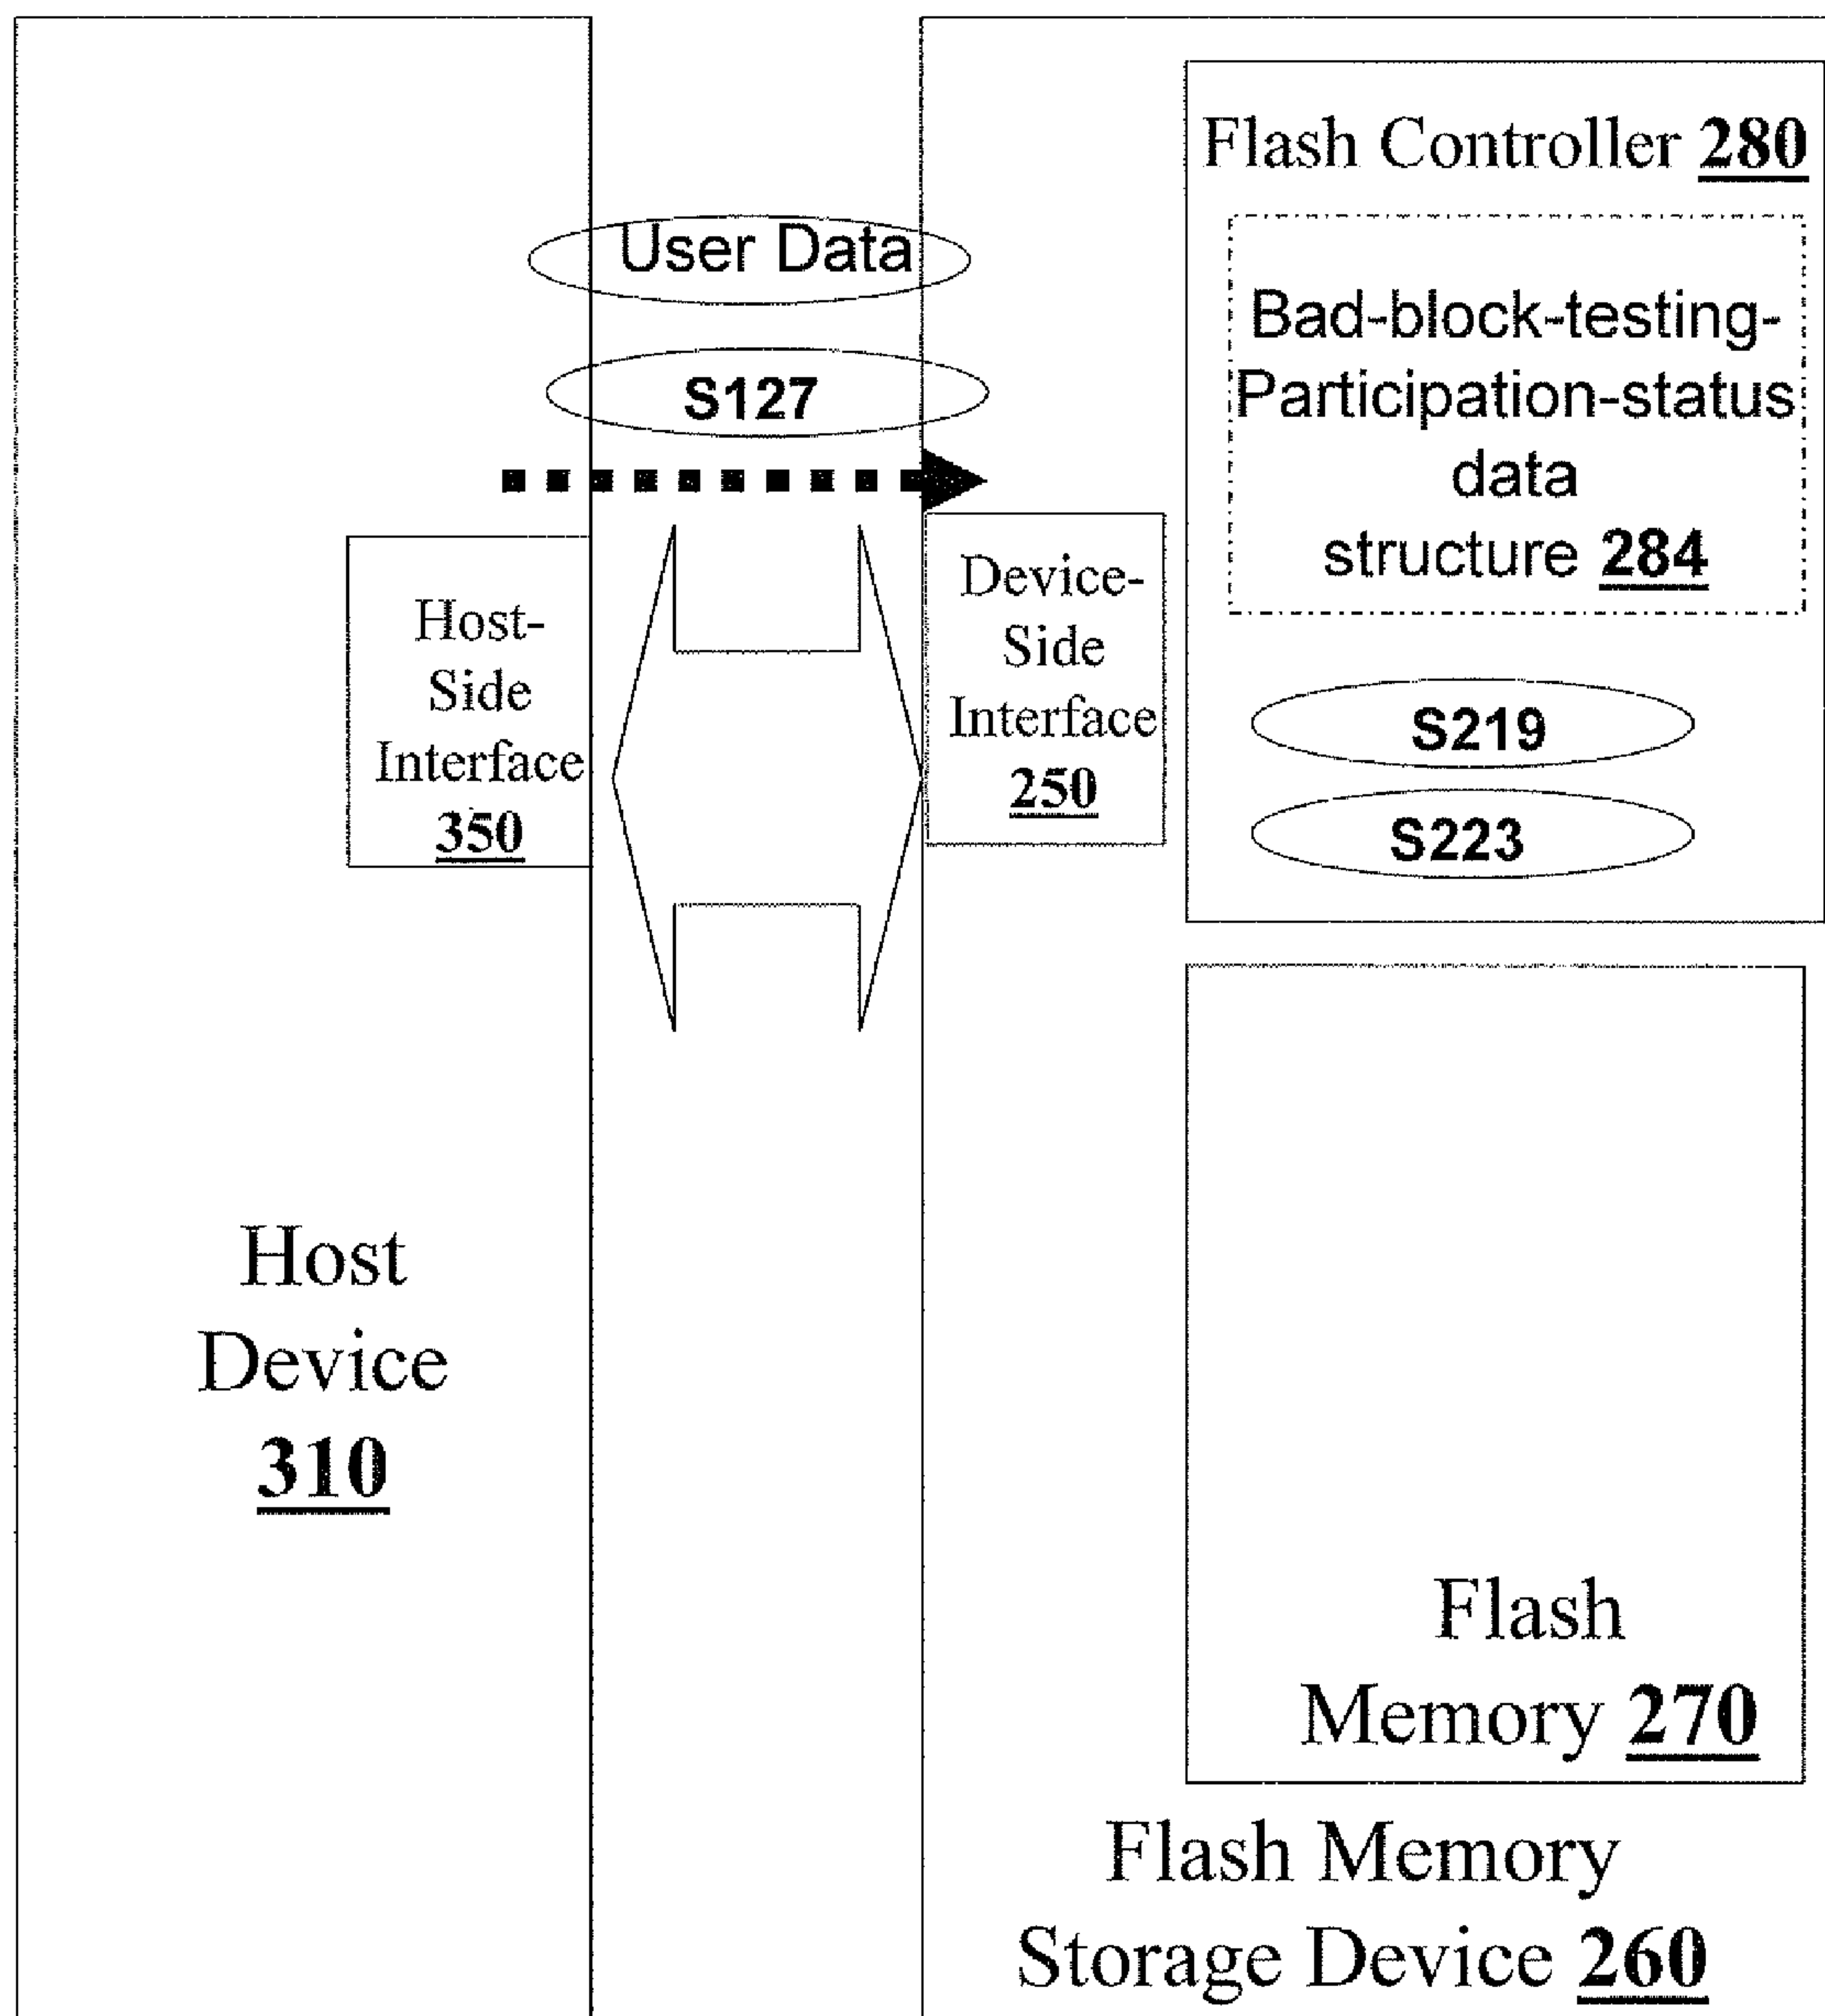 Flash Controller 280
User Data
Bad-block-testing-
Participation-status
data
structure 284
S127
Host-
Side
Interface
350
Device-
Side
Interface
250
S219
S223
Host
Device
310
Flash
Memory 270
Flash Memory
Storage Device 260